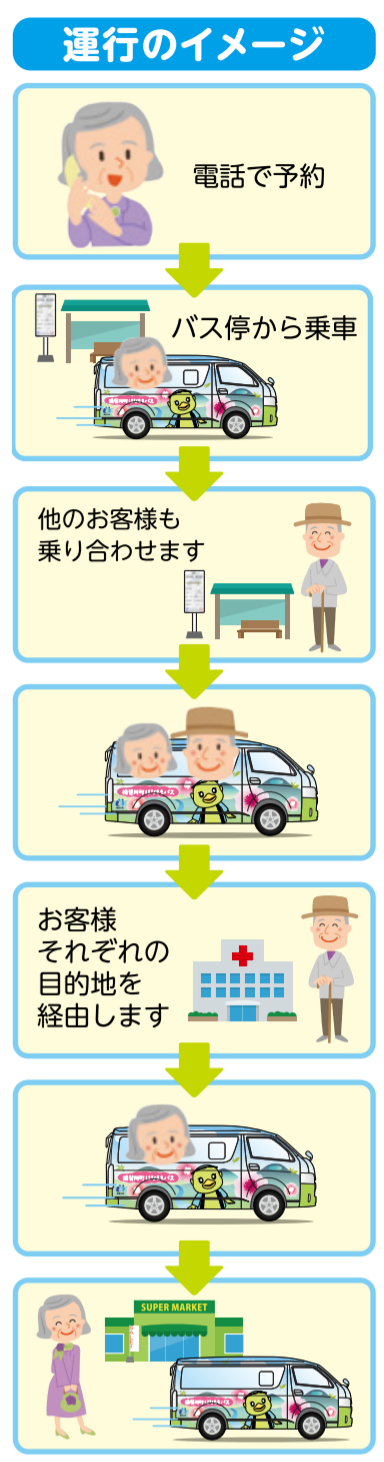 運行のイメージ
電話で予約
バス停から乗車
他のお客様も
乗り合わせます
お客様
それぞれの
目的地を
経由します
SUPER MARKET